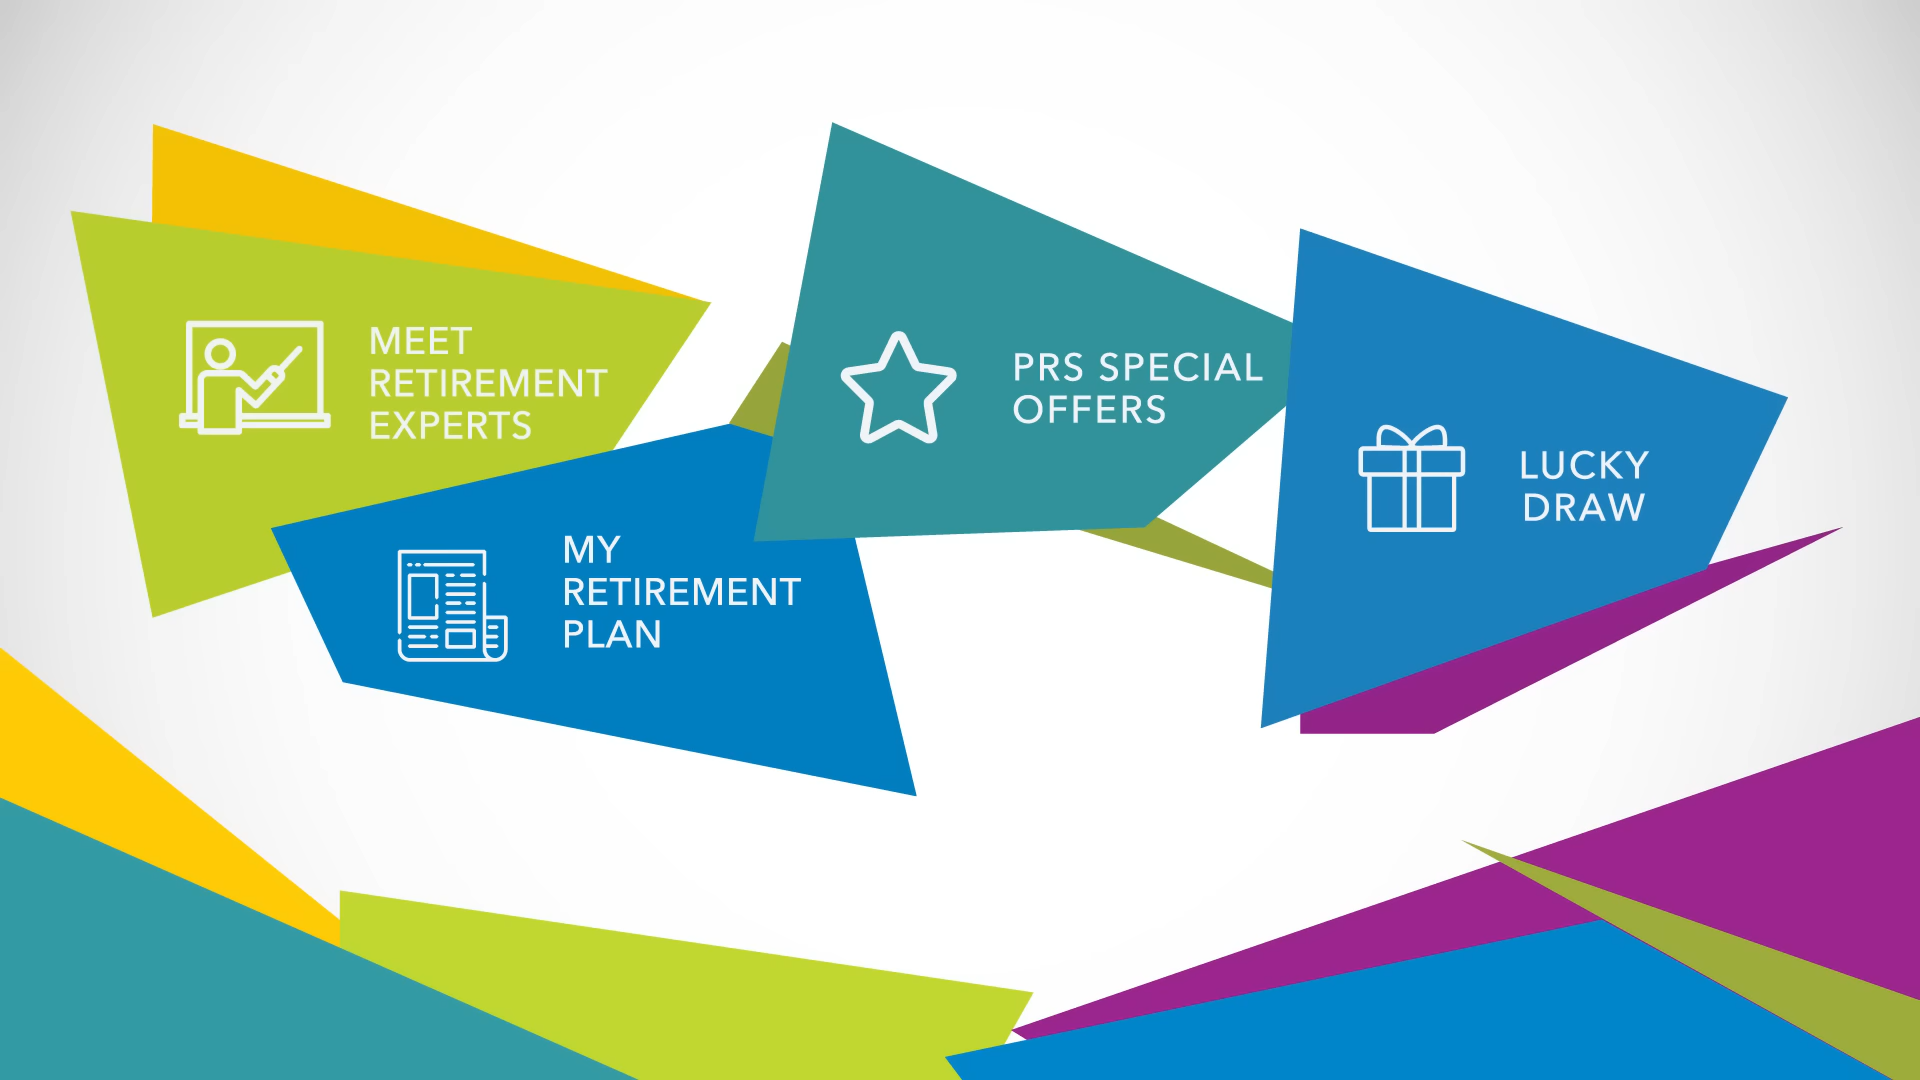 MEET
RETIREMENT
EXPERTS
MY
RETIREMENT
PLAN
PRS SPECIAL
OFFERS
LUCKY
DRAW